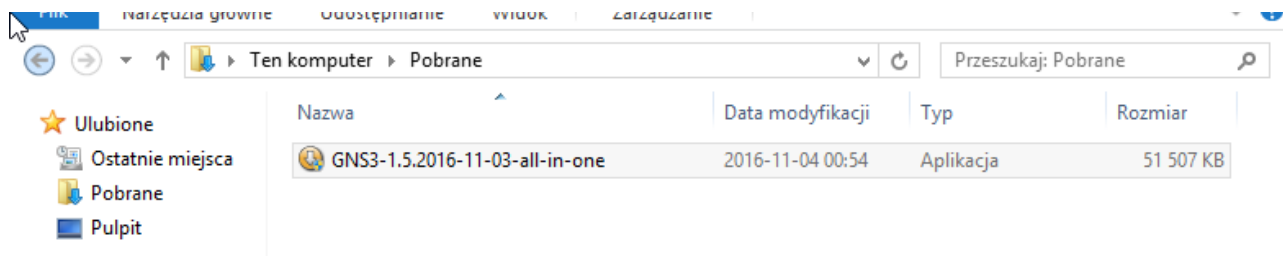 Plik Narzędzia główne Udostępnianie Widok Zarządzanie
Ten komputer Pobrane Przeszukaj: Pobrane
Nazwa Data modyfikacji Typ Rozmiar
Ulubione
Ostatnie miejsca
GNS3-1.5.2016-11-03-all-in-one 2016-11-04 00:54 Aplikacja 51 507 KB
Pobrane
Pulpit